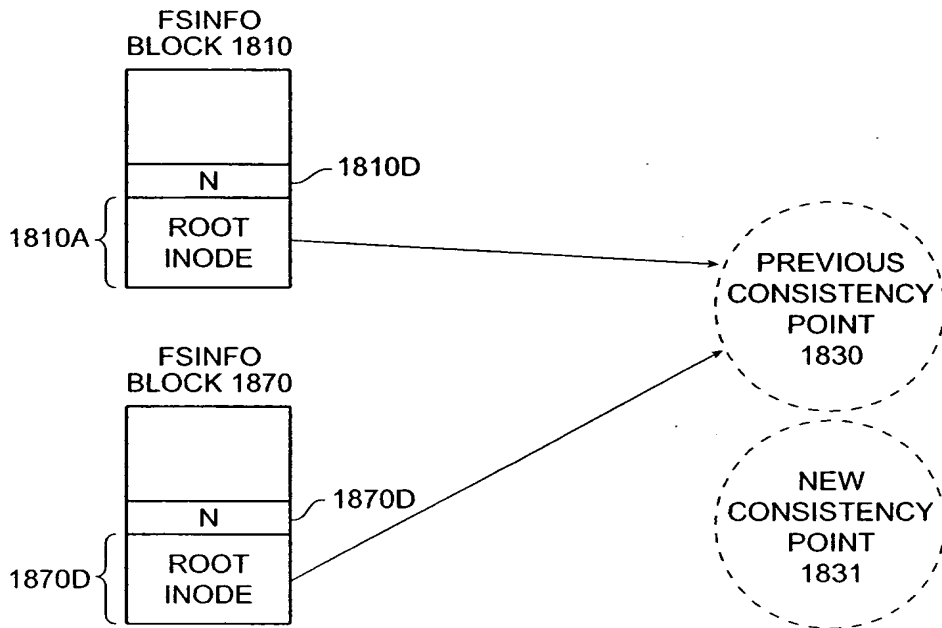 FSINFO
BLOCK 1810
N
1810D
1810A
ROOT
INODE
PREVIOUS
CONSISTENCY
POINT
1830
FSINFO
BLOCK 1870
N
1870D
1870D
ROOT
INODE
NEW
CONSISTENCY
POINT
1831